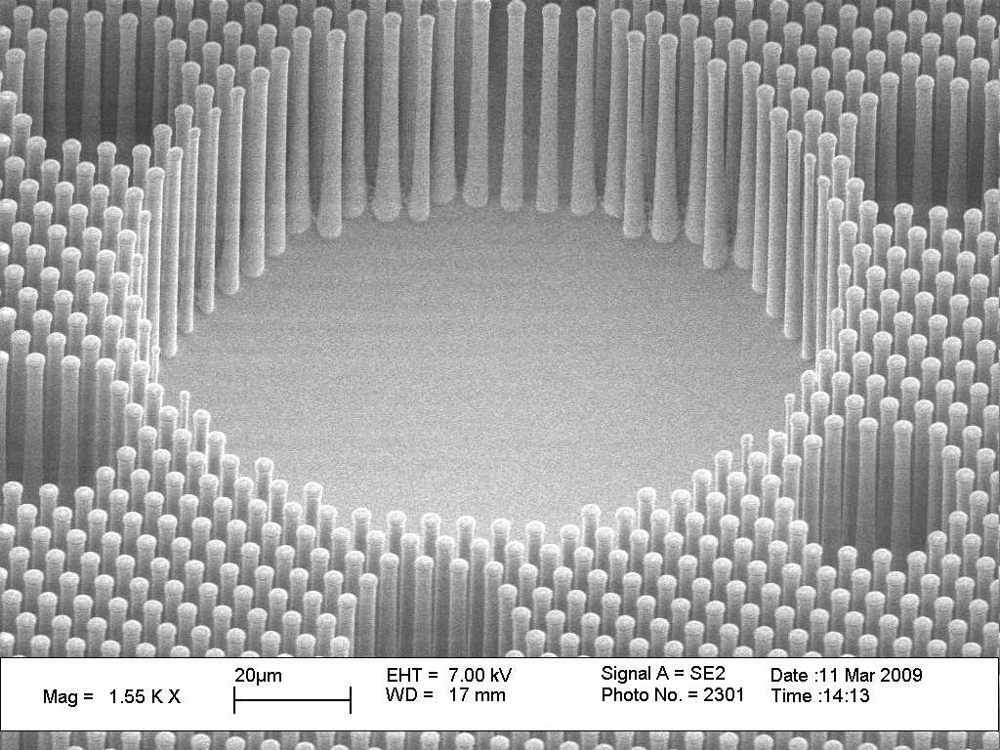 20µm
EHT = 7.00 kV
Signal A = SE2
Date :11 Mar 2009
Mag = 1.55 K X
WD = 17 mm
Photo No. = 2301
Time :14:13